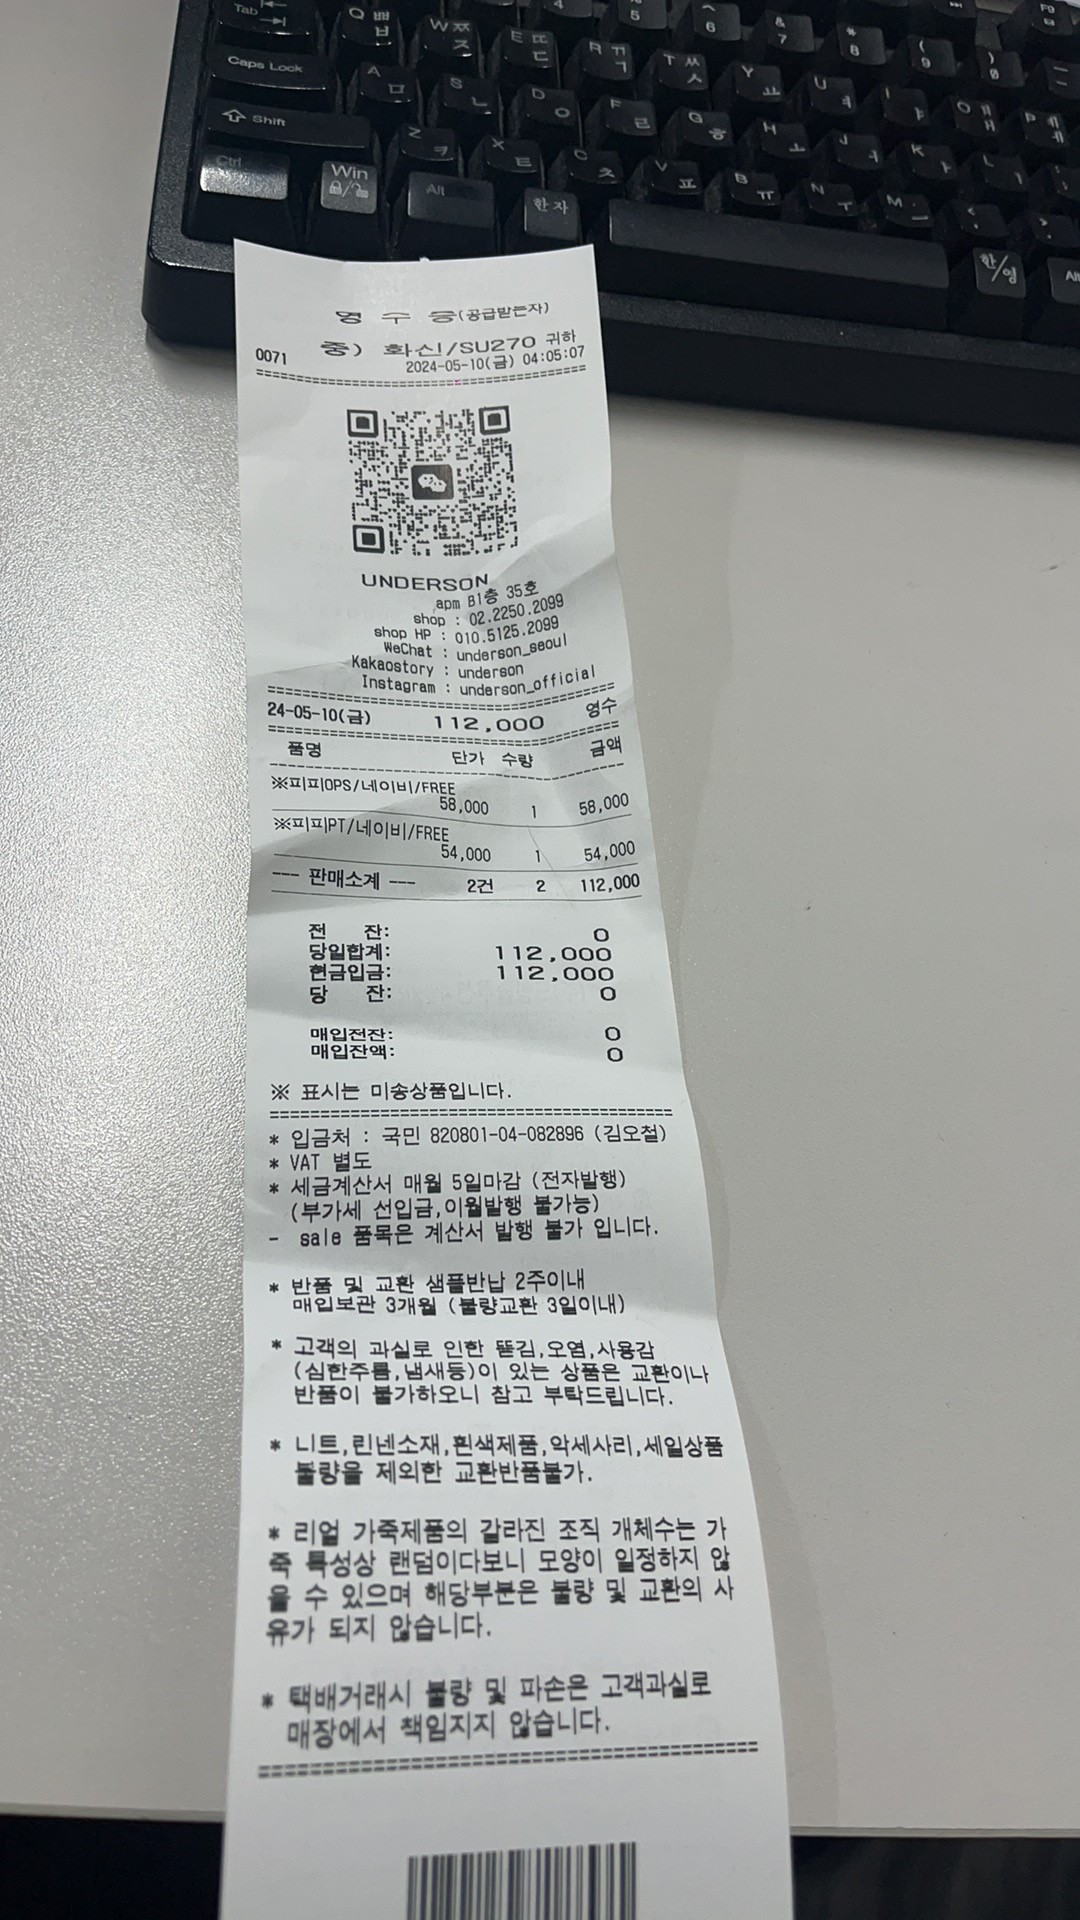 Tab
Q ㅃ ㅂ
W ㅉ ㅈ
E ㄸ ㄷ
R ㄲ ㄱ
T ㅆ ㅅ
Y ㅛ
U ㅕ
I ㅑ
O ㅒ ㅐ
P ㅖ ㅔ
4
5
^ 6
& 7
* 8
( 9
) 0
F9
Caps Lock
A ㅁ
S ㄴ
D ㅇ
F ㄹ
G ㅎ
H ㅗ
J ㅓ
K ㅏ
L ㅣ
Shift
Z ㅋ
X ㅌ
C ㅊ
V ㅍ
B ㅠ
N ㅜ
M ㅡ
Ctrl
Win
Alt
한자
한/영
Alt
영 수 증(공급받는자)
0071 중) 화신/SU270 귀하
2024-05-10(금) 04:05:07
UNDERSON
apm B1층 35호
shop : 02.2250.2099
shop HP : 010.5125.2099
WeChat : underson_seoul
Kakaostory : underson
Instagram : underson_official
24-05-10(금) 112,000 영수
품명 단가 수량 금액
※피피OPS/네이비/FREE
58,000 1 58,000
※피피PT/네이비/FREE
54,000 1 54,000
--- 판매소계 --- 2건 2 112,000
전 잔: 0
당일합계: 112,000
현금입금: 112,000
당 잔: 0
매입전잔: 0
매입잔액: 0
※ 표시는 미송상품입니다.
* 입금처 : 국민 820801-04-082896 (김오철)
* VAT 별도
* 세금계산서 매월 5일마감 (전자발행)
(부가세 선입금,이월발행 불가능)
- sale 품목은 계산서 발행 불가 입니다.
* 반품 및 교환 샘플반납 2주이내
매입보관 3개월 (불량교환 3일이내)
* 고객의 과실로 인한 뜯김,오염,사용감
(심한주름,냄새등)이 있는 상품은 교환이나
반품이 불가하오니 참고 부탁드립니다.
* 니트,린넨소재,흰색제품,악세사리,세일상품
불량을 제외한 교환반품불가.
* 리얼 가죽제품의 갈라진 조직 개체수는 가
죽 특성상 랜덤이다보니 모양이 일정하지 않
을 수 있으며 해당부분은 불량 및 교환의 사
유가 되지 않습니다.
* 택배거래시 불량 및 파손은 고객과실로
매장에서 책임지지 않습니다.